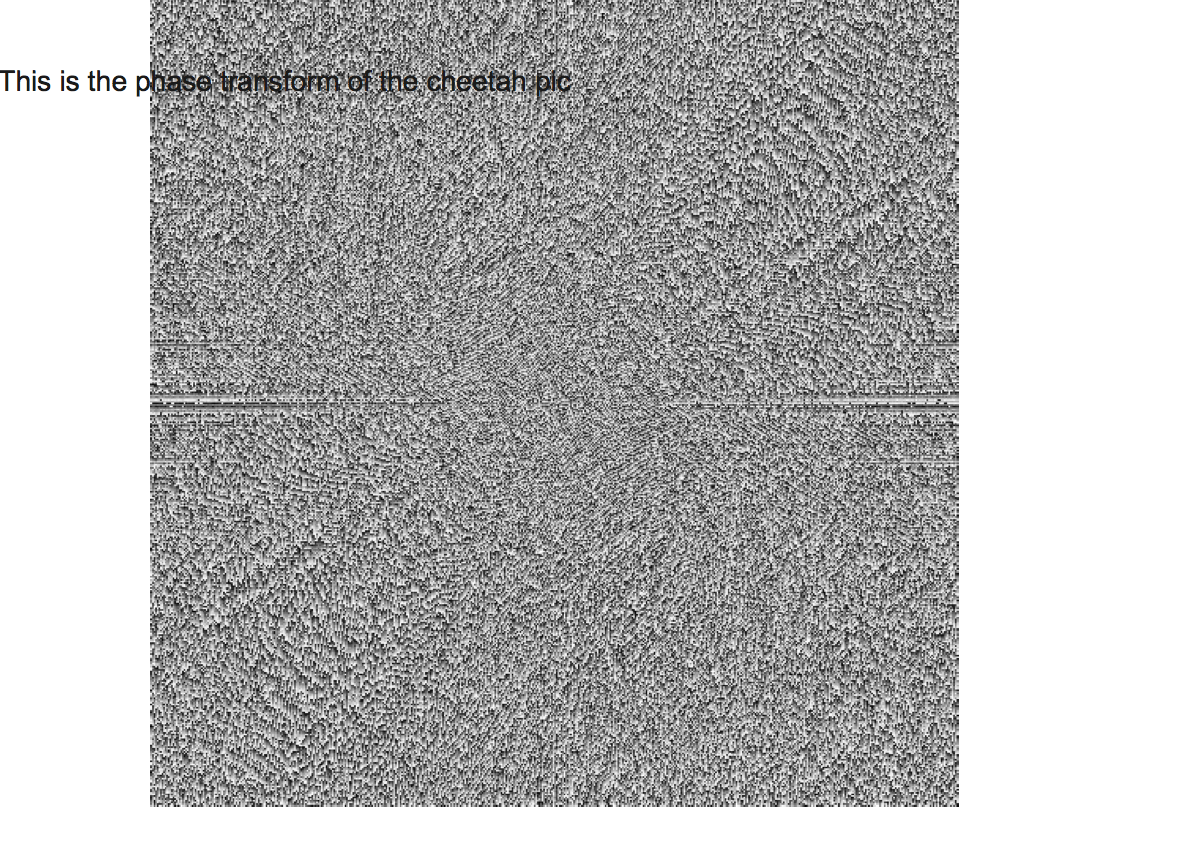 This is the phase transform of the cheetah pic